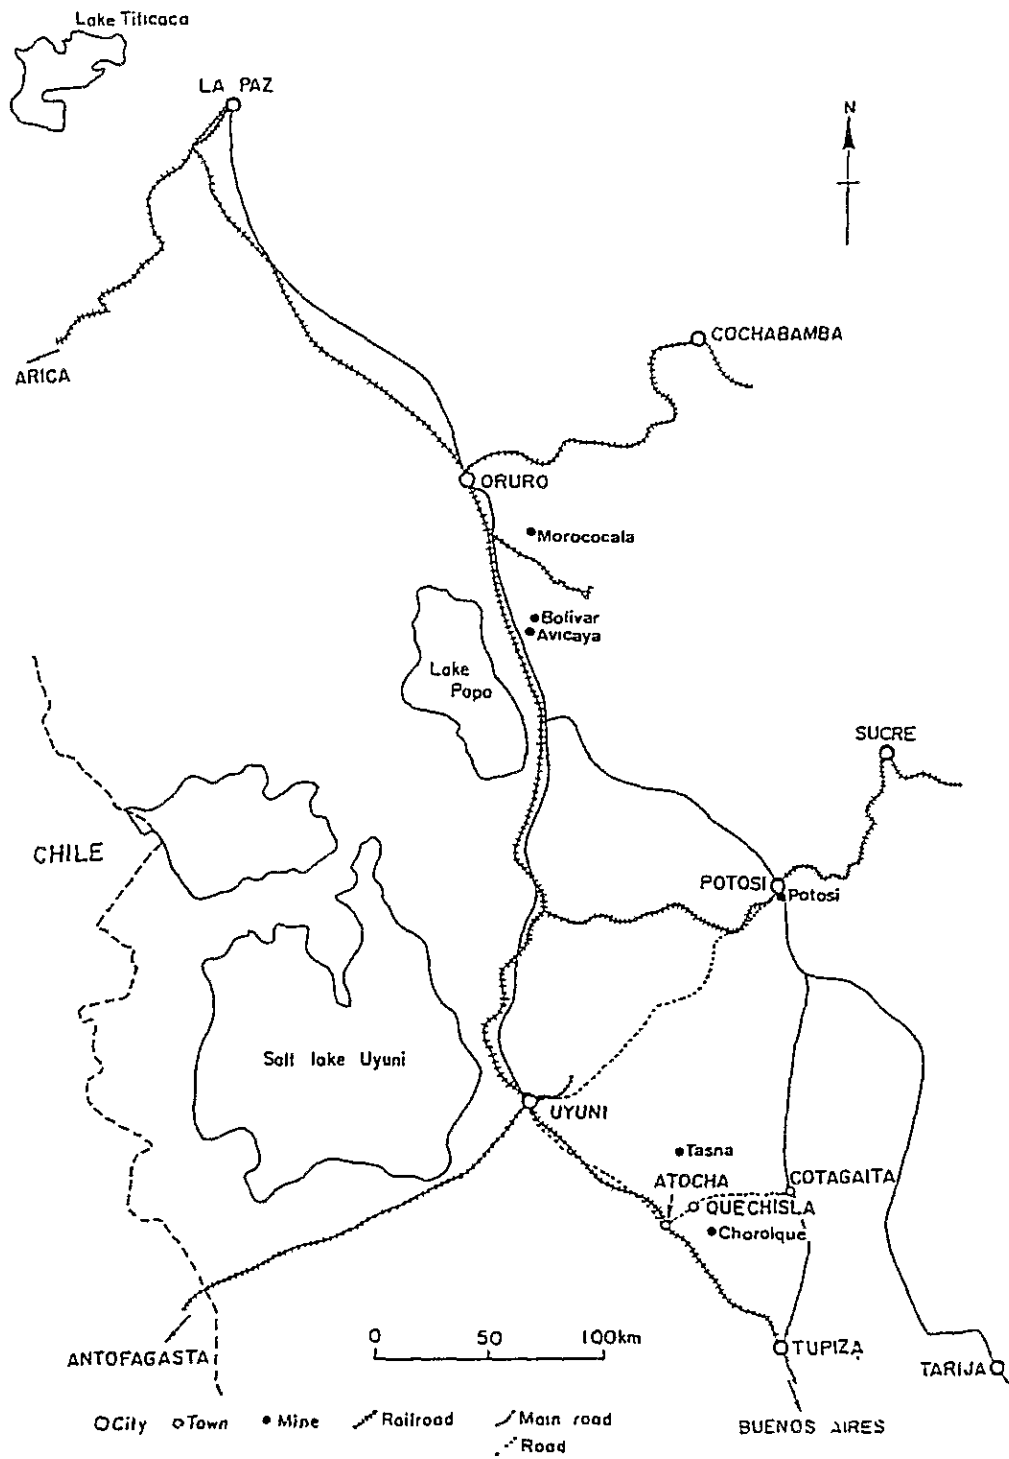 Lake Titicaca
LA PAZ
N
COCHABAMBA
ARICA
ORURO
Morococala
Bolivar
Avicaya
Lake
Popo
SUCRE
CHILE
POTOSI
Potosi
Salt lake Uyuni
UYUNI
Tasna
ATOCHA
COTAGAITA
QUECHISLA
Chorolque
0 50 100km
ANTOFAGASTA
TUPIZA
TARIJA
BUENOS AIRES
City Town Mine Railroad Main road
Road